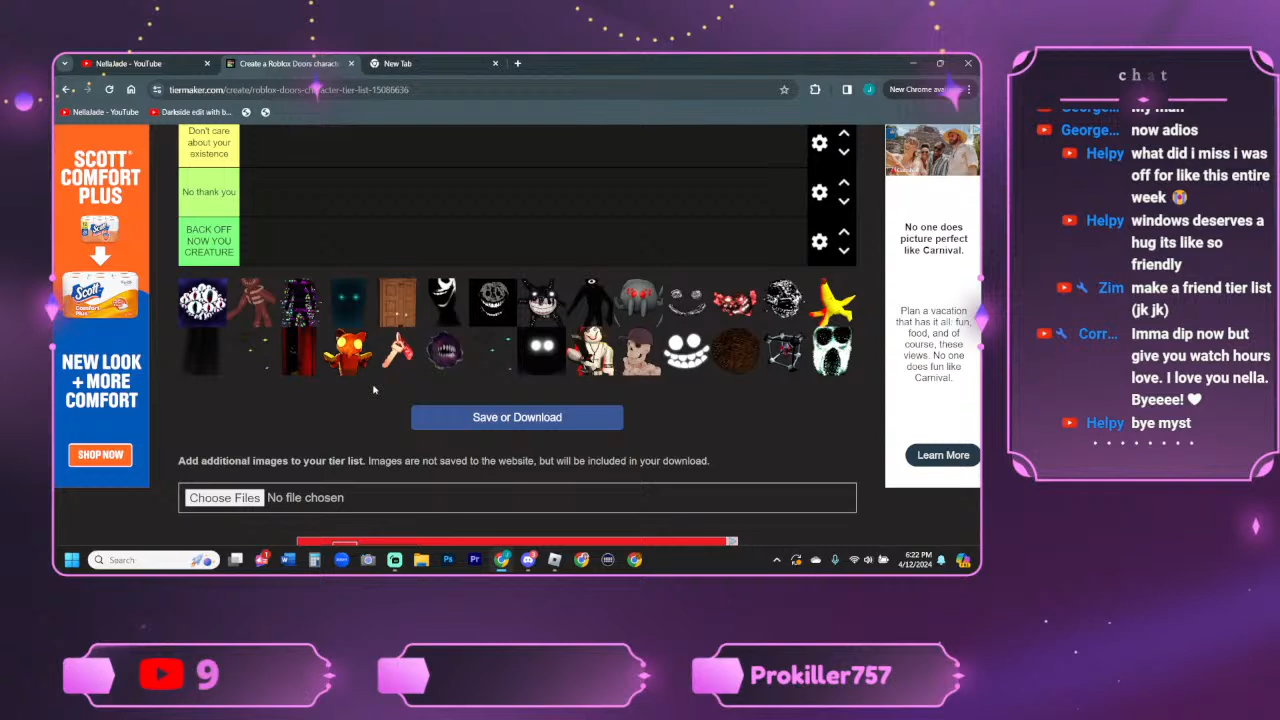 NellaJade - YouTube
Create a Roblox Doors charact
New Tab
tiermaker.com/create/roblox-doors-character-tier-list-15086636
New Chrome availa
NellaJade - YouTube
Darkside edit with b...
SCOTT
COMFORT
PLUS
Scott
Scott
NEW LOOK
+ MORE
COMFORT
SHOP NOW
Don't care
about your
existence
No thank you
BACK OFF
NOW YOU
CREATURE
Save or Download
Add additional images to your tier list. Images are not saved to the website, but will be included in your download.
Choose Files No file chosen
No one does
picture perfect
like Carnival.
Plan a vacation
that has it all: fun,
food, and of
course, these
views. No one
does fun like
Carnival.
Learn More
Search
6:22 PM
4/12/2024
chat
George... My man
George... now adios
Helpy what did i miss i was
off for like this entire
week 😭
Helpy windows deserves a
hug its like so
friendly
Zim make a friend tier list
(jk jk)
Corr... Imma dip now but
give you watch hours
love. I love you nella.
Byeeee! 🤍
Helpy bye myst
9
Prokiller757